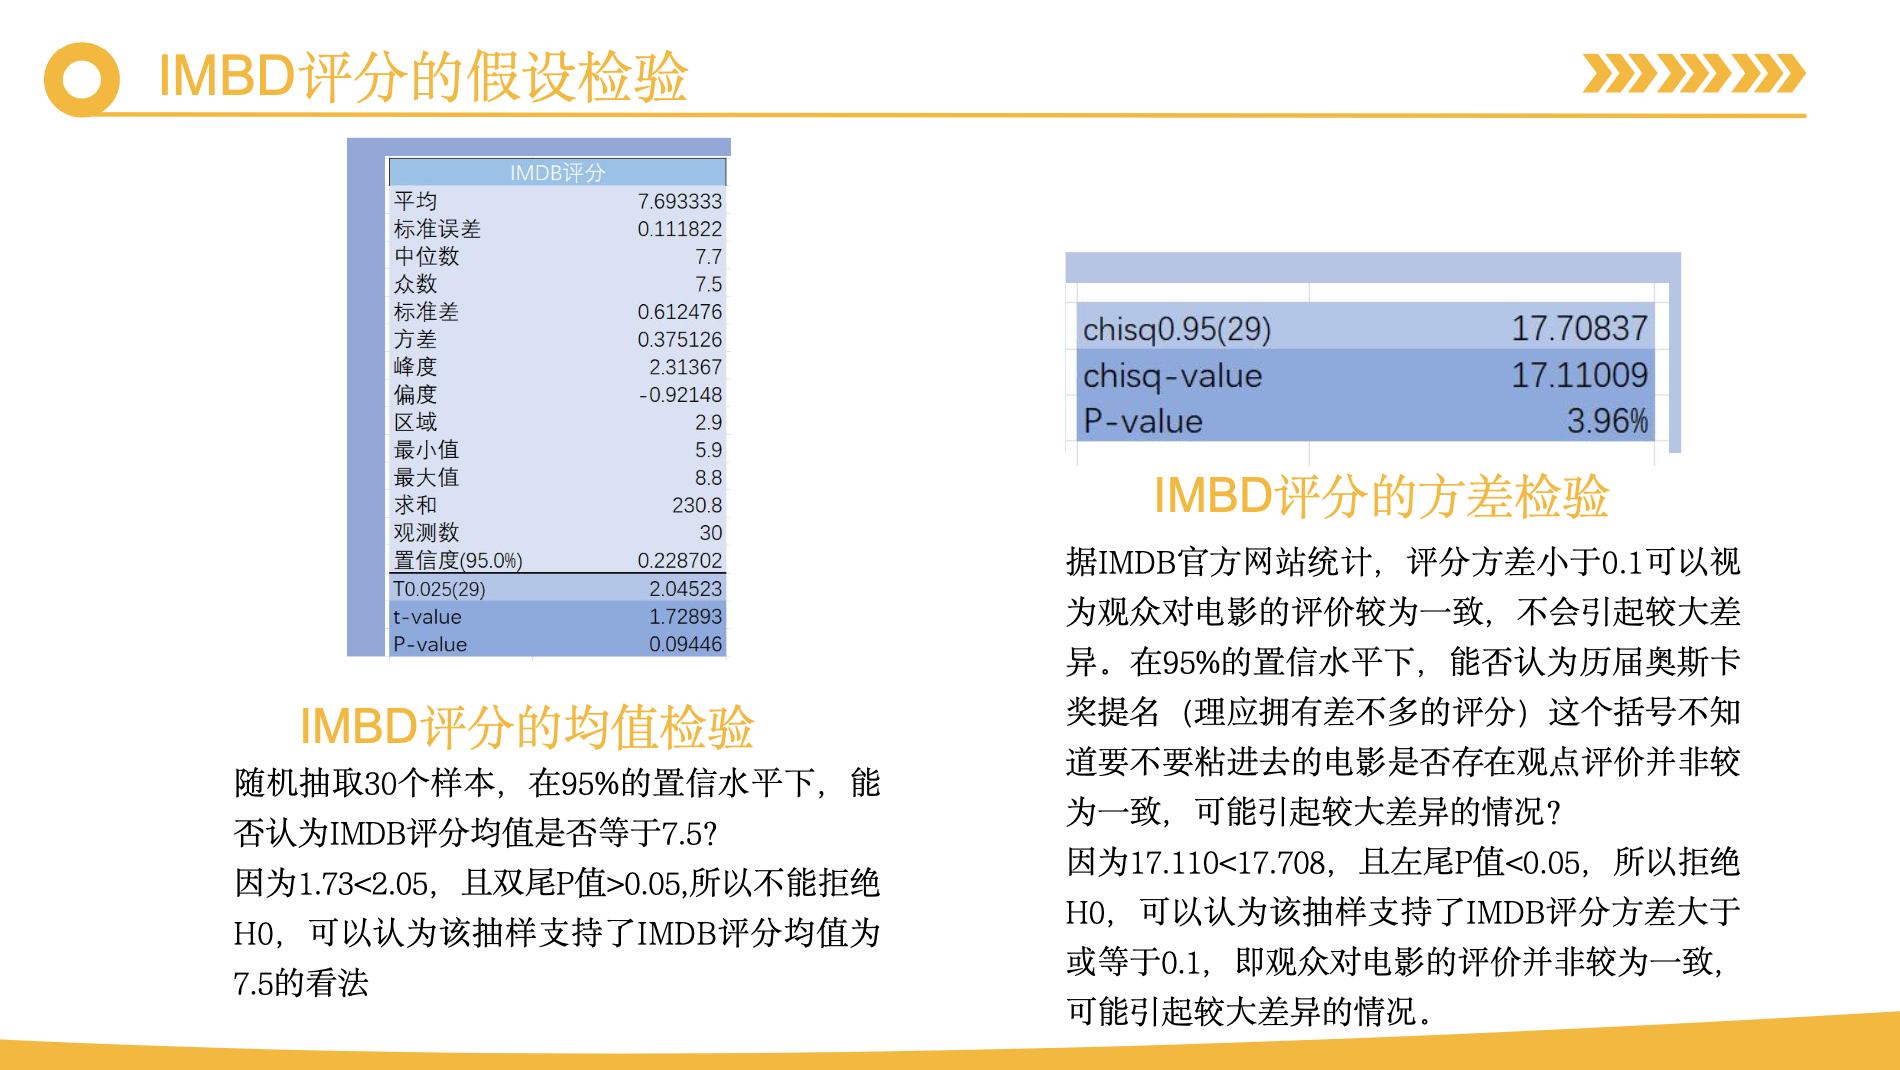 IMBD评分的假设检验
IMDB评分
平均 7.693333
标准误差 0.111822
中位数 7.7
众数 7.5
标准差 0.612476
方差 0.375126
峰度 2.31367
偏度 -0.92148
区域 2.9
最小值 5.9
最大值 8.8
求和 230.8
观测数 30
置信度(95.0%) 0.228702
T0.025(29) 2.04523
t-value 1.72893
P-value 0.09446
IMBD评分的均值检验
随机抽取30个样本，在95%的置信水平下，能
否认为IMDB评分均值是否等于7.5？
因为1.73<2.05，且双尾P值>0.05,所以不能拒绝
H0，可以认为该抽样支持了IMDB评分均值为
7.5的看法
chisq0.95(29) 17.70837
chisq-value 17.11009
P-value 3.96%
IMBD评分的方差检验
据IMDB官方网站统计，评分方差小于0.1可以视
为观众对电影的评价较为一致，不会引起较大差
异。在95%的置信水平下，能否认为历届奥斯卡
奖提名（理应拥有差不多的评分）这个括号不知
道要不要粘进去的电影是否存在观点评价并非较
为一致，可能引起较大差异的情况？
因为17.110<17.708，且左尾P值<0.05，所以拒绝
H0，可以认为该抽样支持了IMDB评分方差大于
或等于0.1，即观众对电影的评价并非较为一致，
可能引起较大差异的情况。